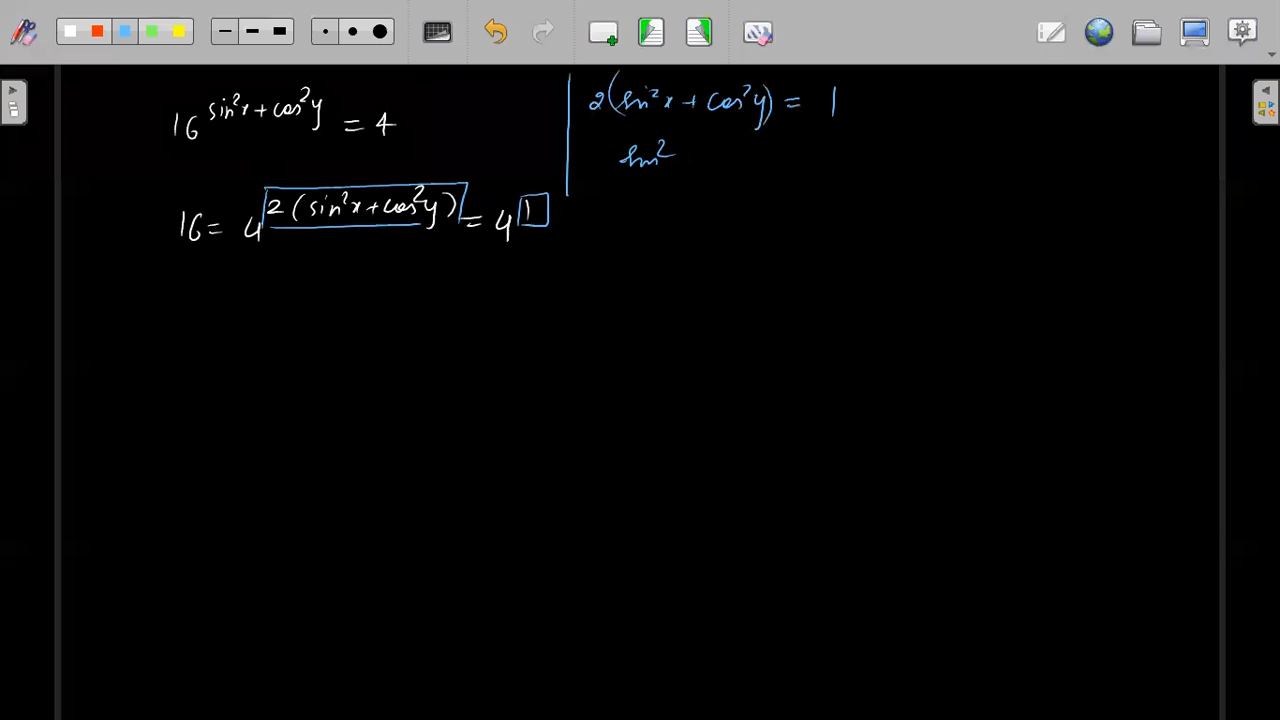 16^{sin²x + cos²y} = 4
16 = 4^{2(sin²x + cos²y)} = 4^{1}
2(sin²x + cos²y) = 1
sin²